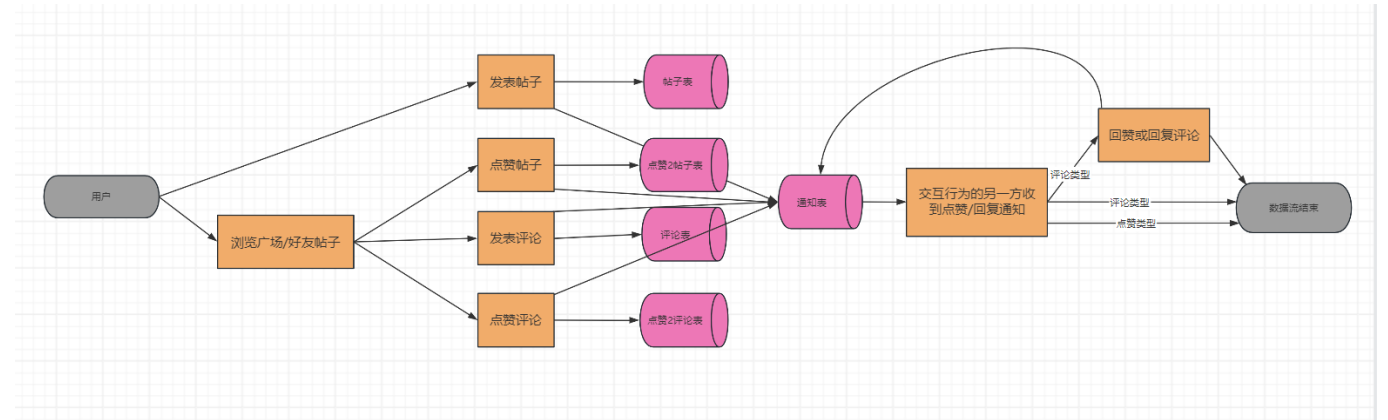 发表帖子
帖子表
点赞帖子
点赞2帖子表
用户
浏览广场/好友帖子
发表评论
评论表
点赞评论
点赞2评论表
通知表
交互行为的另一方收
到点赞/回复通知
回赞或回复评论
评论类型
评论类型
点赞类型
数据流结束